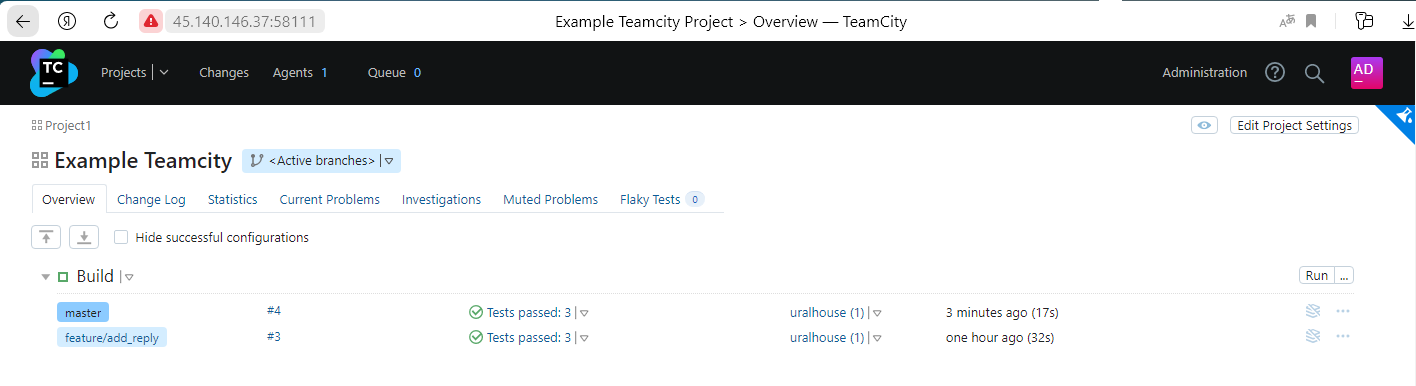 Я 45.140.146.37:58111 Example Teamcity Project > Overview — TeamCity
TC Projects Changes Agents 1 Queue 0 Administration AD
Project1 Edit Project Settings
Example Teamcity <Active branches>
Overview Change Log Statistics Current Problems Investigations Muted Problems Flaky Tests 0
Hide successful configurations
Build Run ...
master #4 Tests passed: 3 uralhouse (1) 3 minutes ago (17s)
feature/add_reply #3 Tests passed: 3 uralhouse (1) one hour ago (32s)